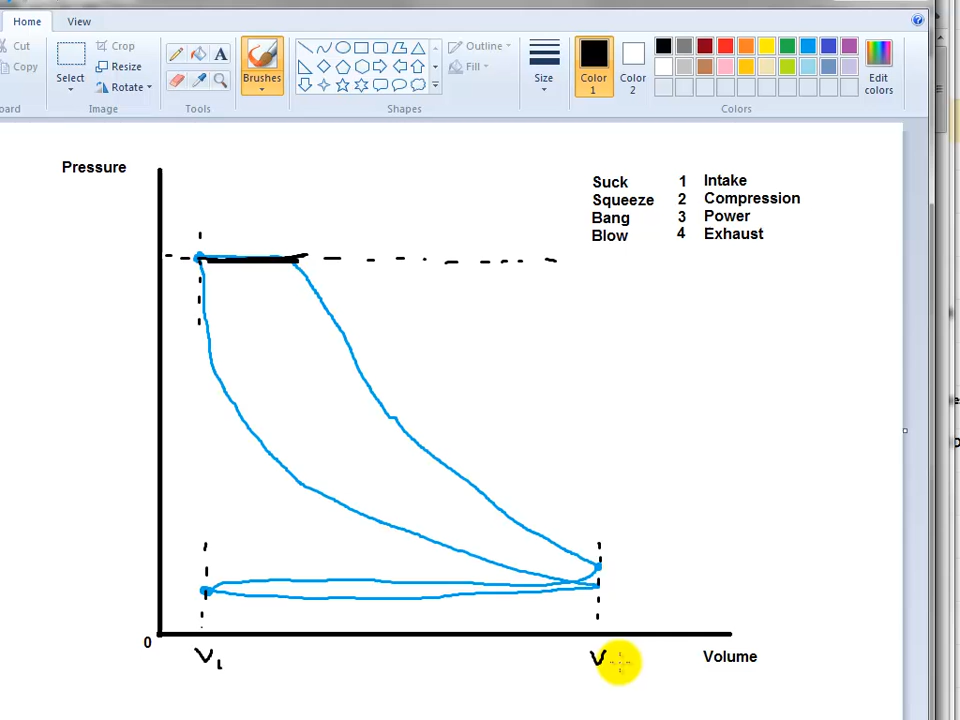 Home View
Cut
Copy
Select
Crop
Resize
Rotate
Brushes
Outline
Fill
Size
Color 1
Color 2
Edit colors
oard
Image
Tools
Shapes
Colors
Pressure
Suck 1 Intake
Squeeze 2 Compression
Bang 3 Power
Blow 4 Exhaust
0
V1
V
Volume